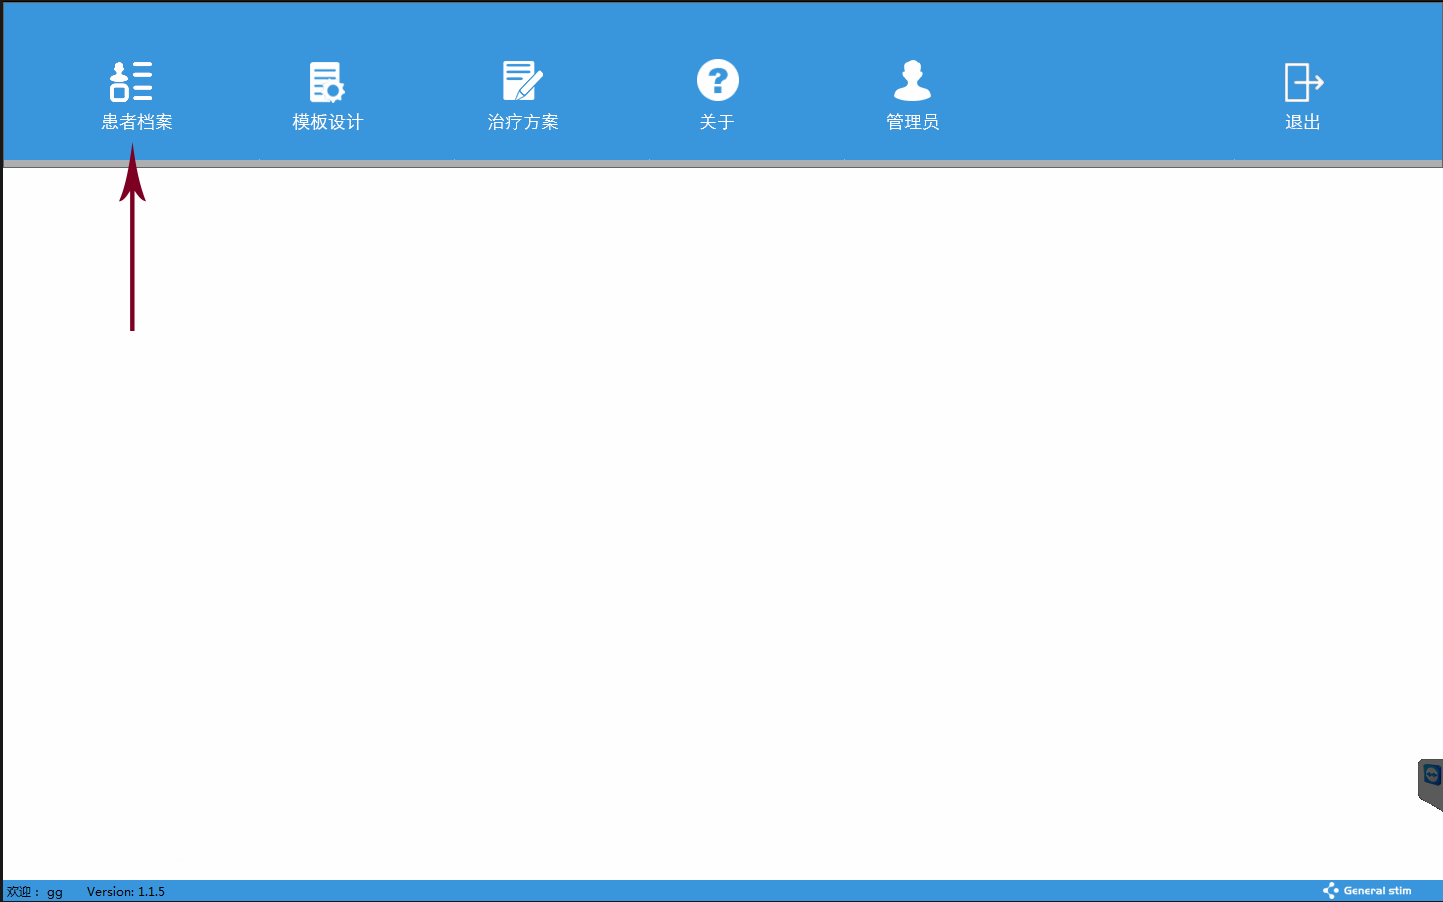 患者档案
模板设计
治疗方案
关于
管理员
退出
欢迎： gg Version: 1.1.5
General stim